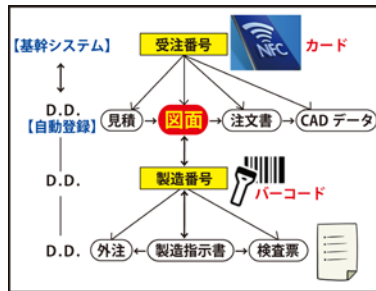 【基幹システム】 受注番号 NFC カード
D.D.
【自動登録】 見積 図面 注文書 CADデータ
D.D. 製造番号 バーコード
D.D. 外注 製造指示書 検査票